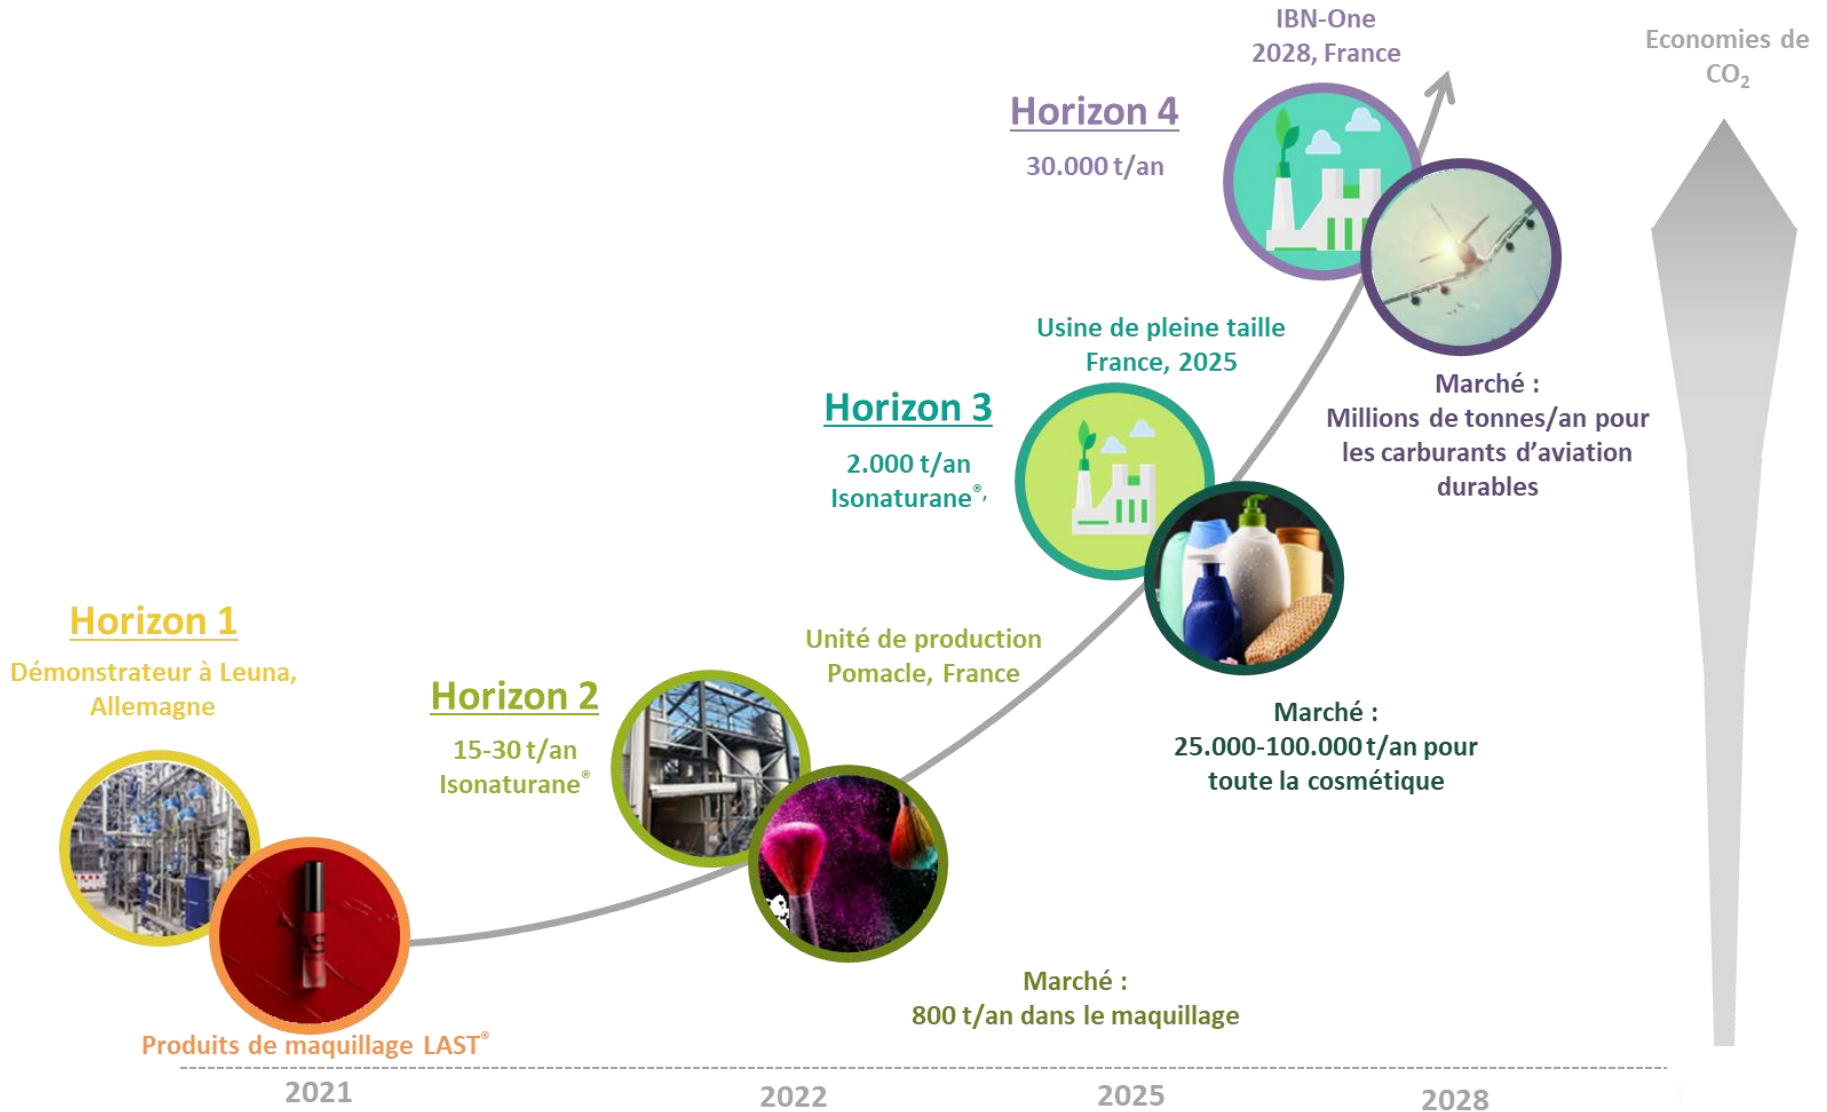 IBN-One
2028, France
Economies de
CO₂
Horizon 4
30.000 t/an
Usine de pleine taille
France, 2025
Marché :
Millions de tonnes/an pour
les carburants d’aviation
durables
Horizon 3
2.000 t/an
Isonaturane®,
Horizon 1
Démonstrateur à Leuna,
Allemagne
Unité de production
Pomacle, France
Horizon 2
15-30 t/an
Isonaturane®
Marché :
25.000-100.000 t/an pour
toute la cosmétique
Marché :
800 t/an dans le maquillage
Produits de maquillage LAST®
2021
2022
2025
2028